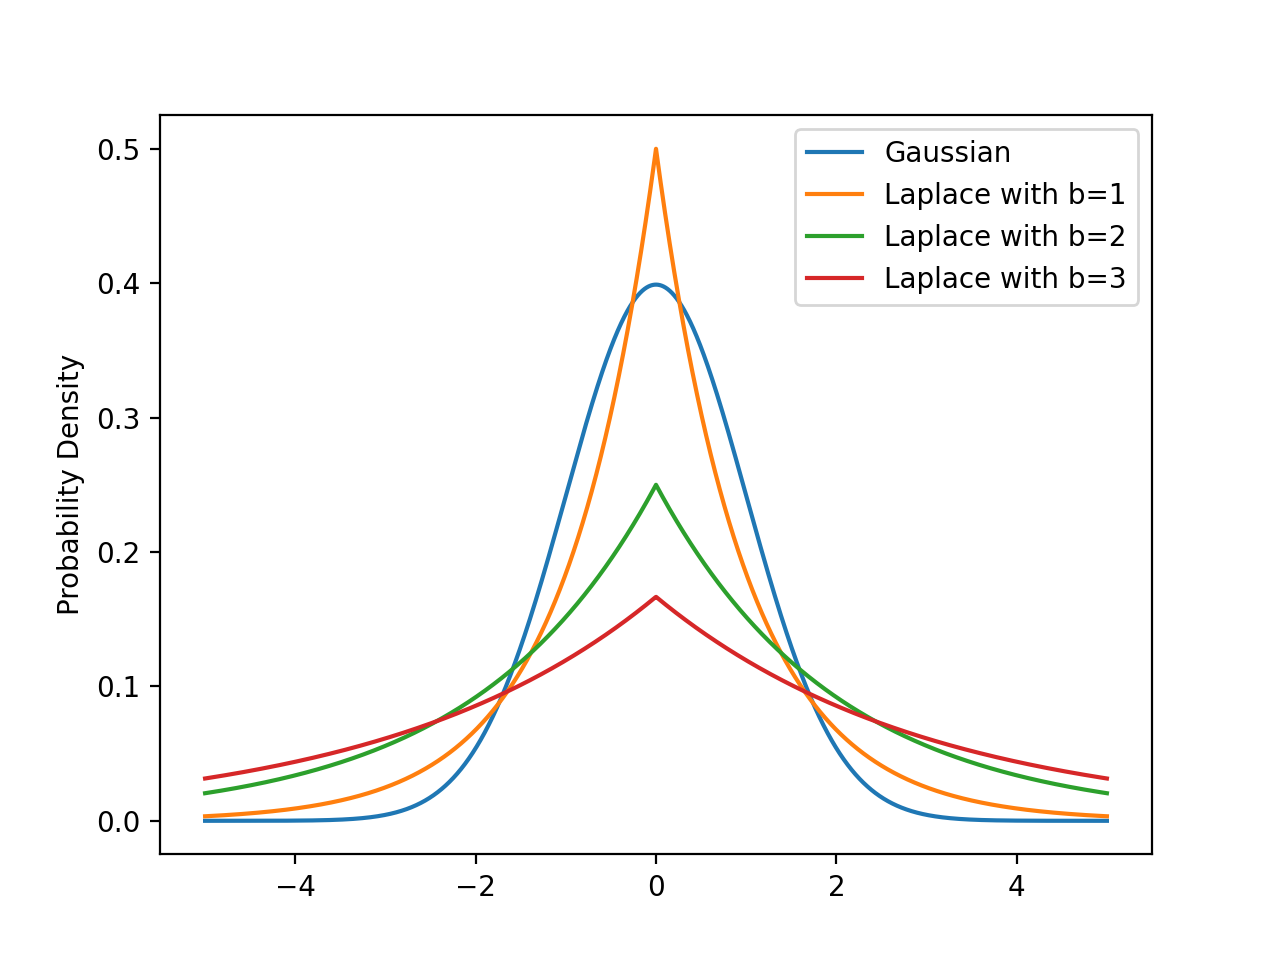 0.5
0.4
0.3
0.2
0.1
0.0
Probability Density
−4
−2
0
2
4
Gaussian
Laplace with b=1
Laplace with b=2
Laplace with b=3